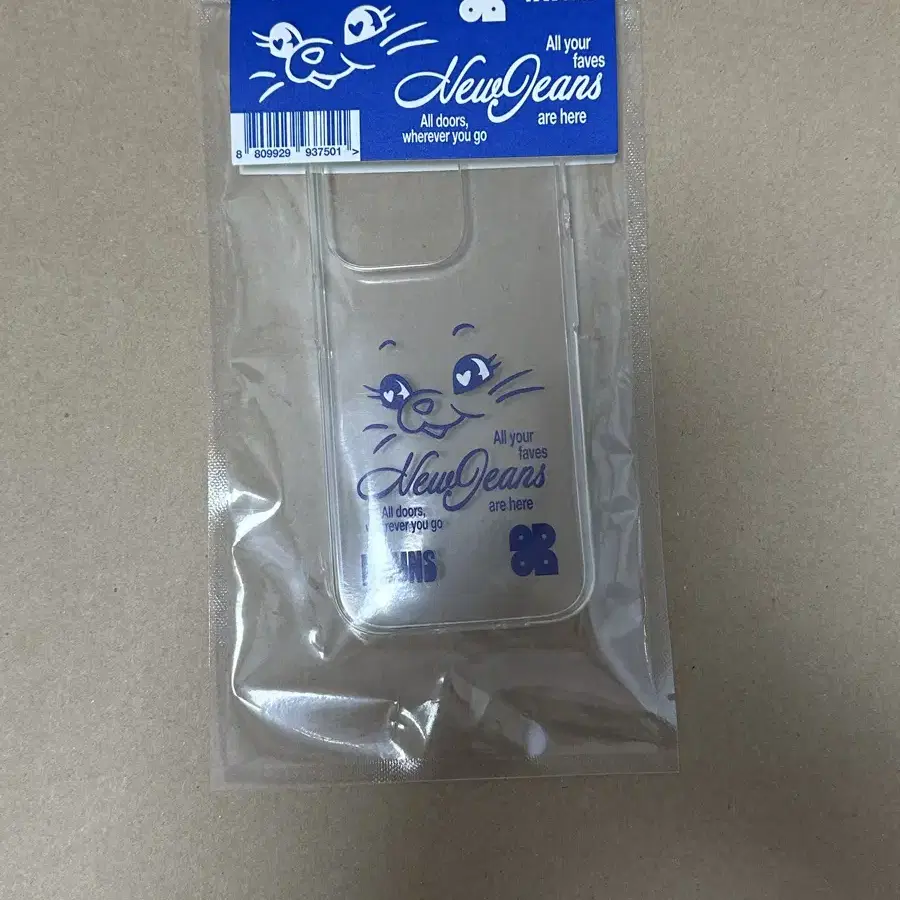 All your
faves
NewJeans
All doors,
wherever you go
are here
8 809929 937501 >
All your
faves
NewJeans
are here
All doors,
wherever you go